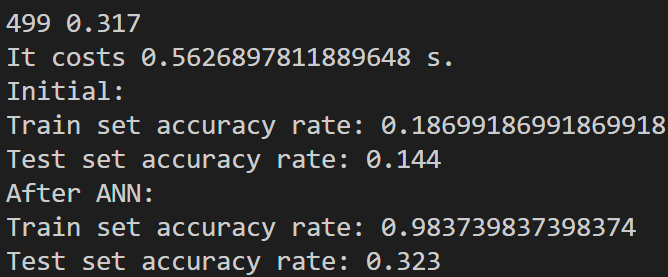 499 0.317
It costs 0.5626897811889648 s.
Initial:
Train set accuracy rate: 0.18699186991869918
Test set accuracy rate: 0.144
After ANN:
Train set accuracy rate: 0.983739837398374
Test set accuracy rate: 0.323